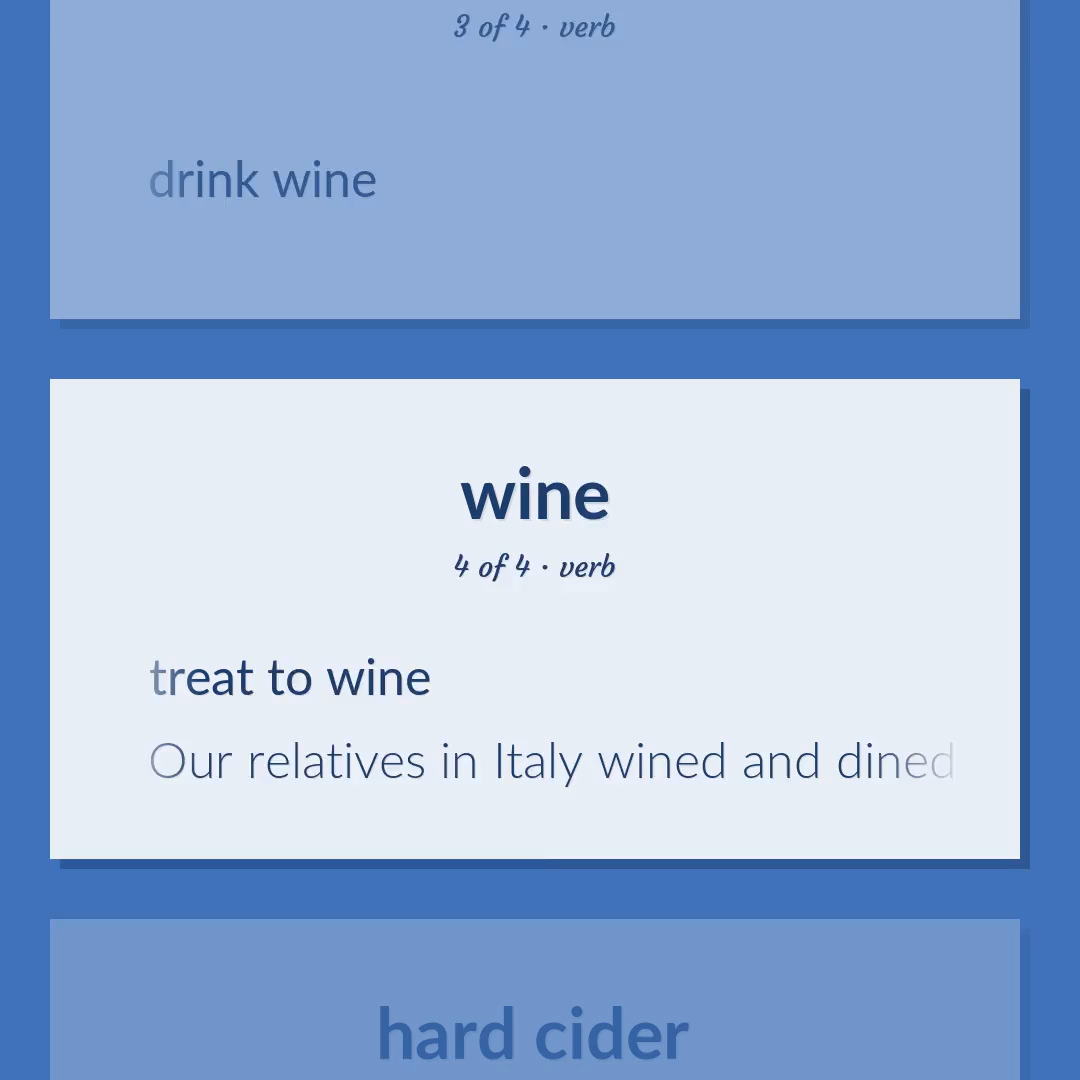 3 of 4 · verb
drink wine
wine
4 of 4 · verb
treat to wine
Our relatives in Italy wined and dined
hard cider